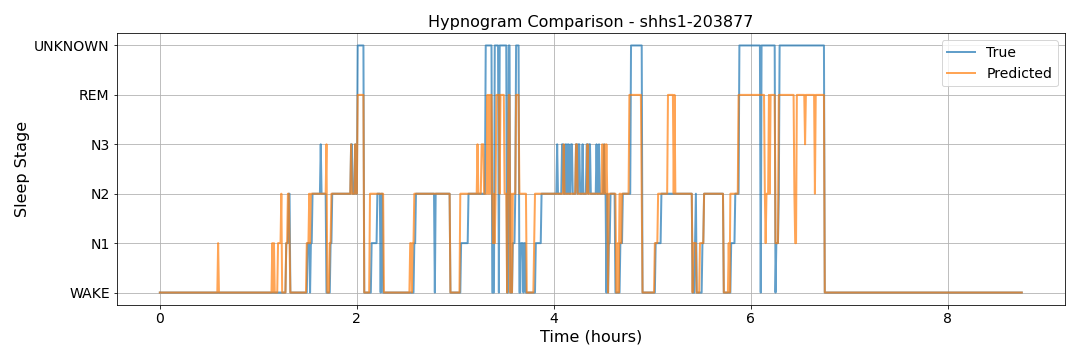 Hypnogram Comparison - shhs1-203877
UNKNOWN
REM
N3
N2
N1
WAKE
Sleep Stage
True
Predicted
0 2 4 6 8
Time (hours)